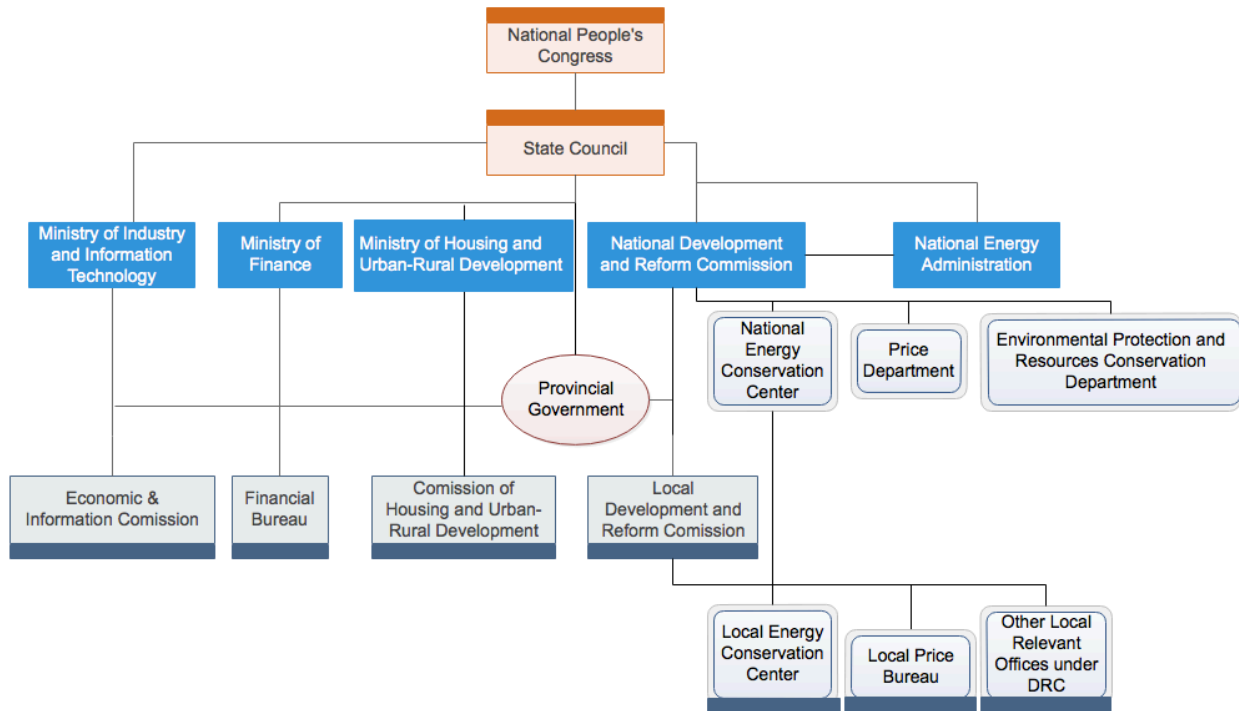 National People's
Congress
State Council
Ministry of Industry
and Information
Technology
Ministry of
Finance
Ministry of Housing and
Urban-Rural Development
National Development
and Reform Commission
National Energy
Administration
National
Energy
Conservation
Center
Price
Department
Environmental Protection and
Resources Conservation
Department
Provincial
Government
Economic &
Information Comission
Financial
Bureau
Comission of
Housing and Urban-
Rural Development
Local
Development and
Reform Comission
Local Energy
Conservation
Center
Local Price
Bureau
Other Local
Relevant
Offices under
DRC